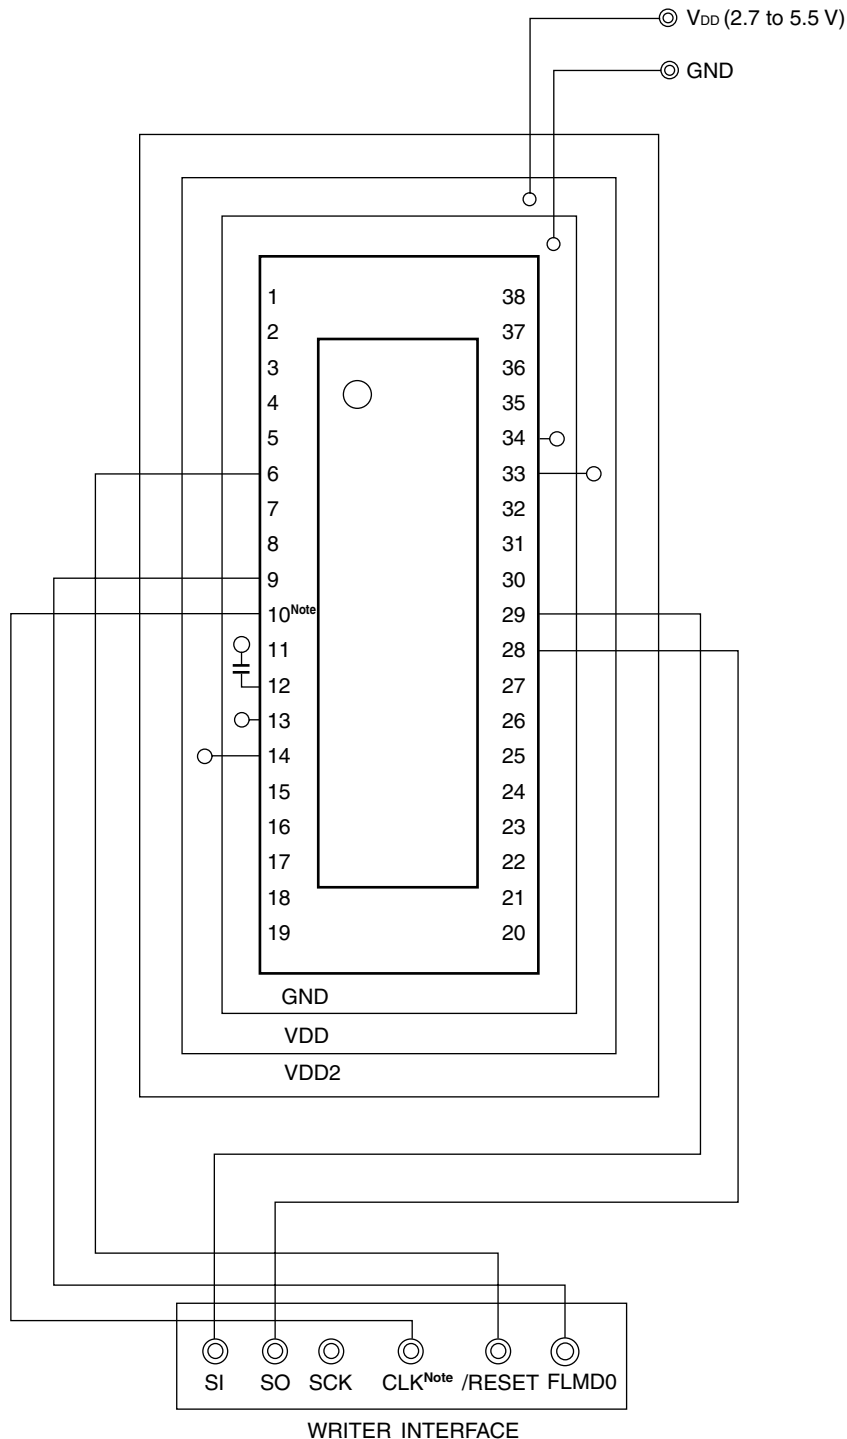 VDD (2.7 to 5.5 V)
GND
1 38
2 37
3 36
4 35
5 34
6 33
7 32
8 31
9 30
10Note 29
11 28
12 27
13 26
14 25
15 24
16 23
17 22
18 21
19 20
GND
VDD
VDD2
SI SO SCK CLKNote /RESET FLMD0
WRITER INTERFACE